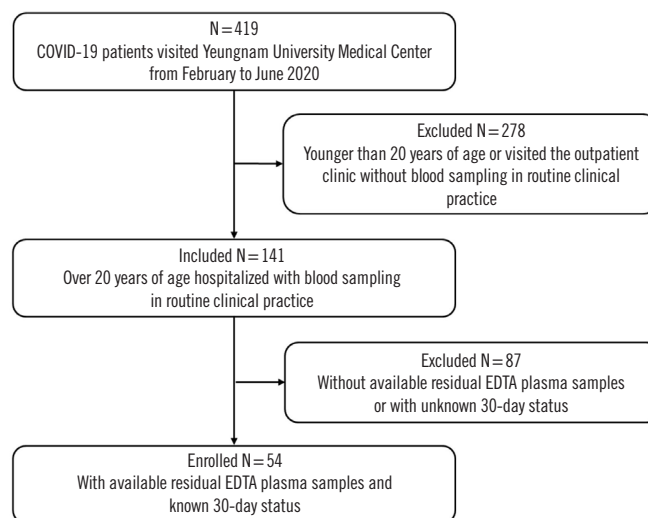 N=419
COVID-19 patients visited Yeungnam University Medical Center
from February to June 2020
Excluded N=278
Younger than 20 years of age or visited the outpatient
clinic without blood sampling in routine clinical
practice
Included N=141
Over 20 years of age hospitalized with blood sampling
in routine clinical practice
Excluded N=87
Without available residual EDTA plasma samples
or with unknown 30-day status
Enrolled N=54
With available residual EDTA plasma samples and
known 30-day status